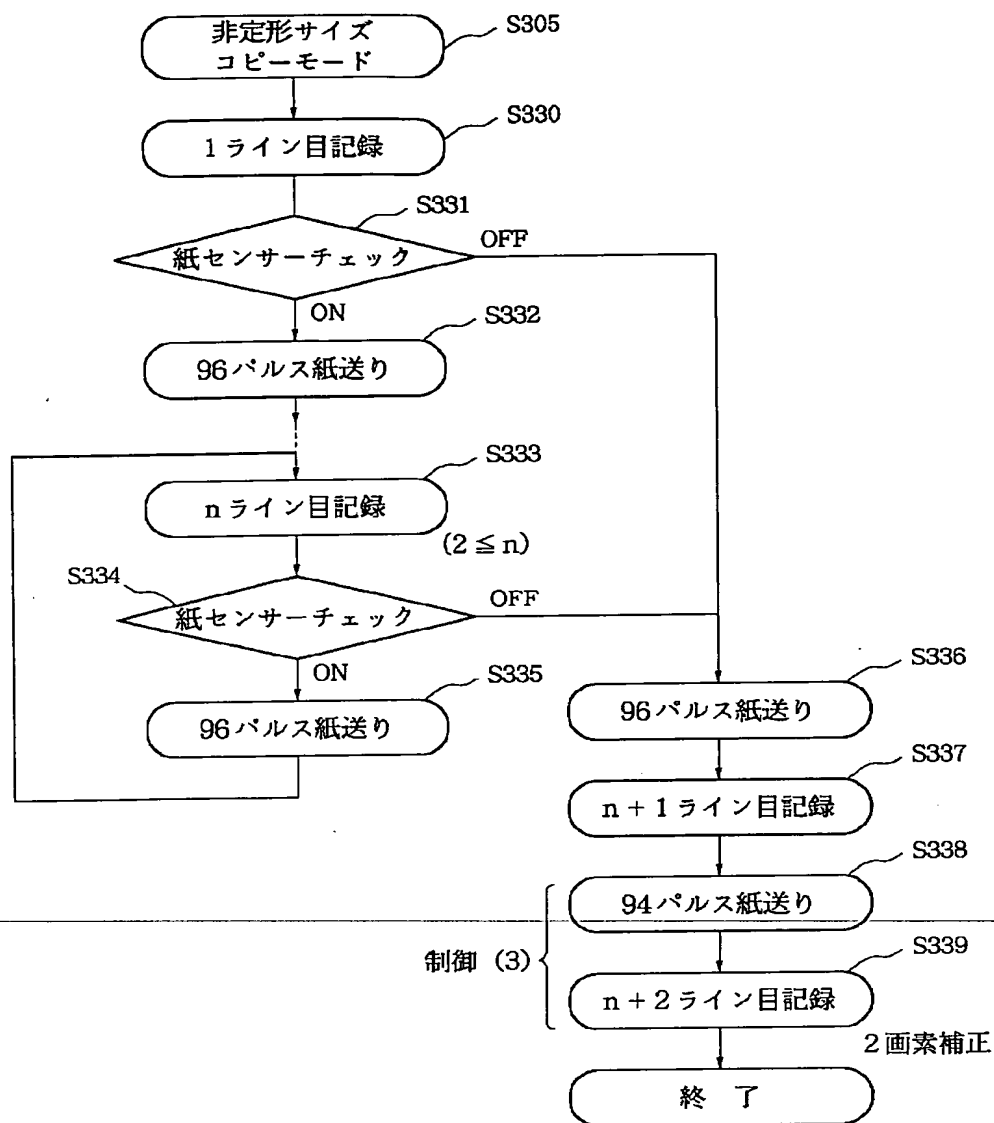 非定形サイズ
コピーモード
S305
1ライン目記録
S330
紙センサーチェック
S331
OFF
ON
96パルス紙送り
S332
nライン目記録
S333
(2≦n)
紙センサーチェック
S334
OFF
ON
96パルス紙送り
S335
96パルス紙送り
S336
n+1ライン目記録
S337
94パルス紙送り
S338
制御 (3)
n+2ライン目記録
S339
2画素補正
終 了